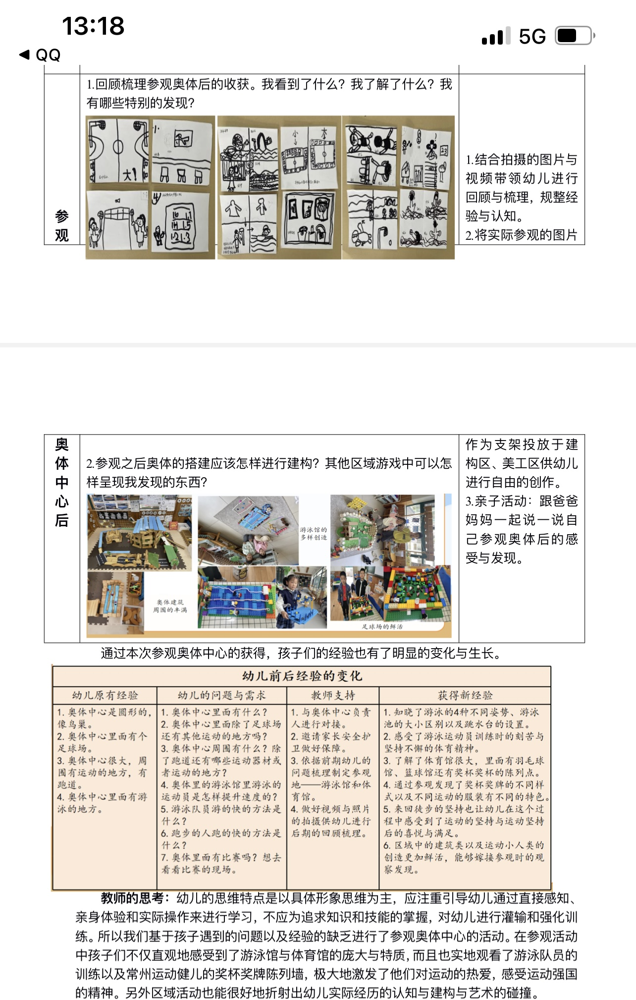 13:18
5G
QQ
1.回顾梳理参观奥体后的收获。我看到了什么？我了解了什么？我
有哪些特别的发现？
大！
小
大
23
参
观
1.结合拍摄的图片与
视频带领幼儿进行
回顾与梳理，规整经
验与认知。
2.将实际参观的图片
奥
体
中
心
后
2.参观之后奥体的搭建应该怎样进行建构？其他区域游戏中可以怎
样呈现我发现的东西？
游泳馆的
多样创造
奥体建筑
周围的丰满
足球场的鲜活
作为支架投放于建
构区、美工区供幼儿
进行自由的创作。
3.亲子活动：跟爸爸
妈妈一起说一说自
己参观奥体后的感
受与发现。
通过本次参观奥体中心的获得，孩子们的经验也有了明显的变化与生长。
幼儿前后经验的变化
幼儿原有经验
1. 奥体中心是圆形的，
像鸟巢。
2. 奥体中心里面有个
足球场。
3. 奥体中心很大，周
围有运动的地方，有
跑道。
4. 奥体中心里面有游
泳的地方。
幼儿的问题与需求
1. 奥体中心里面有什么？
2. 奥体中心里面除了足球场
还有其他运动的地方吗？
3. 奥体中心周围有什么？除
了跑道还有哪些运动器材或
者运动的地方？
4. 奥体里的游泳馆里游泳的
运动员是怎样提升速度的？
5. 游泳队员游的快的方法是
什么？
6. 跑步的人跑的快的方法是
什么？
7. 奥体里面有比赛吗？想去
看看比赛的现场。
教师支持
1. 与奥体中心负责
人进行对接。
2. 邀请家长安全护
卫做好保障。
3. 依据前期幼儿的
问题梳理制定参观
地——游泳馆和体
育馆。
4. 做好视频与照片
的拍摄供幼儿进行
后期的回顾梳理。
获得新经验
1. 知晓了游泳的4种不同姿势、游泳
池的大小区别以及跳水台的设置。
2. 感受了游泳运动员训练时的刻苦与
坚持不懈的体育精神。
3. 了解了体育馆很大，里面有羽毛球
馆、篮球馆还有奖杯奖杯的陈列点。
4. 通过参观发现了奖杯奖牌的不同样
式以及不同运动的服装有不同的特色。
5. 来回徒步的坚持也让幼儿在这个过
程中感受到了运动的坚持与运动坚持
后的喜悦与满足。
6. 区域中的建筑类以及运动小人类的
创造更加鲜活，能够嫁接参观时的观
察发现。
教师的思考：幼儿的思维特点是以具体形象思维为主，应注重引导幼儿通过直接感知、
亲身体验和实际操作来进行学习，不应为追求知识和技能的掌握，对幼儿进行灌输和强化训
练。所以我们基于孩子遇到的问题以及经验的缺乏进行了参观奥体中心的活动。在参观活动
中孩子们不仅直观地感受到了游泳馆与体育馆的庞大与特质，而且也实地观看了游泳队员的
训练以及常州运动健儿的奖杯奖牌陈列墙，极大地激发了他们对运动的热爱，感受运动强国
的精神。另外区域活动也能很好地折射出幼儿实际经历的认知与建构与艺术的碰撞。